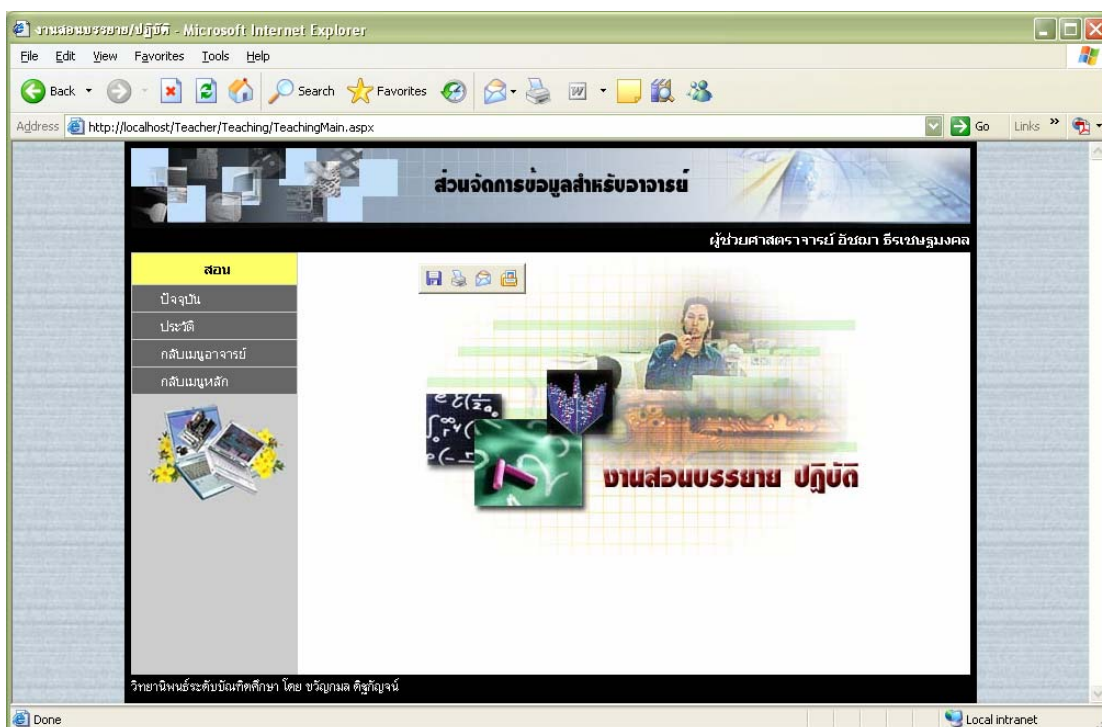 งานสอนบรรยาย/ปฏิบัติ - Microsoft Internet Explorer
File Edit View Favorites Tools Help
Back Search Favorites
Address http://localhost/Teacher/Teaching/TeachingMain.aspx Go Links
ส่วนจัดการข้อมูลสำหรับอาจารย์
ผู้ช่วยศาสตราจารย์ อัชฌา ธีรเชษฐมงคล
สอน
ปัจจุบัน
ประวัติ
กลับเมนูอาจารย์
กลับเมนูหลัก
งานสอนบรรยาย ปฏิบัติ
วิทยานิพนธ์ระดับบัณฑิตศึกษา โดย ขวัญกมล
Done Local intranet